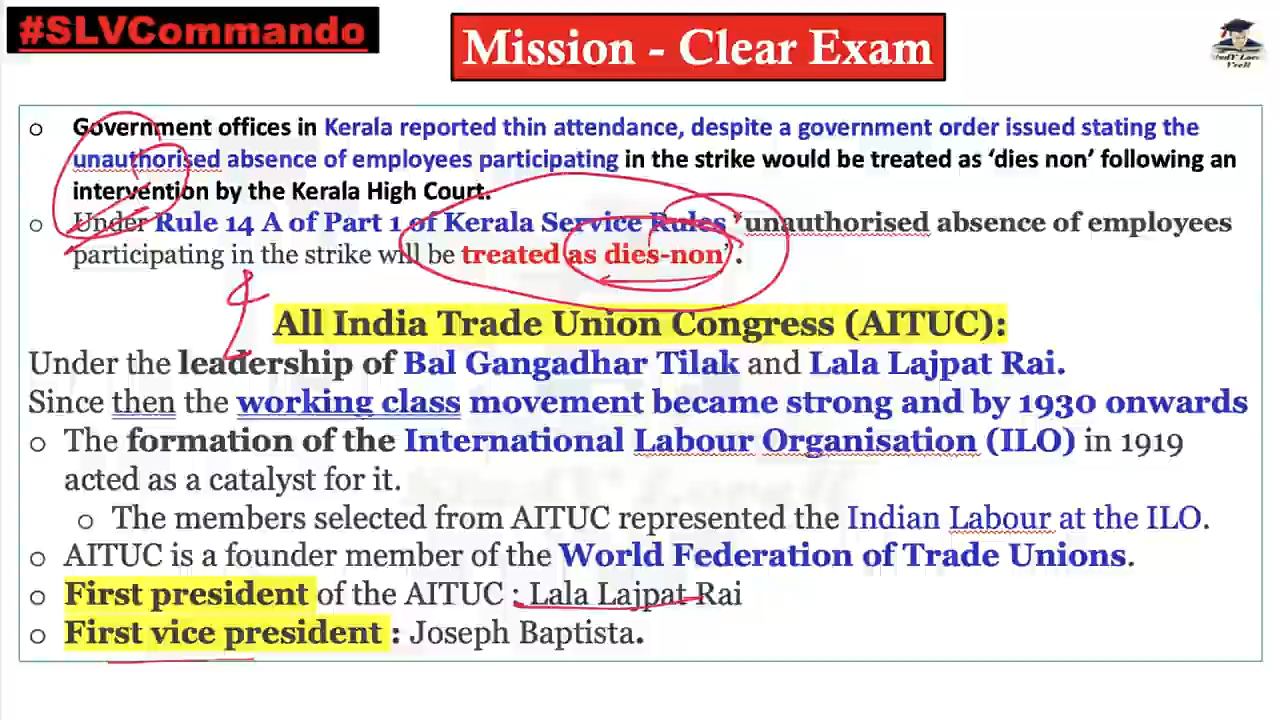 #SLVCommando
Mission - Clear Exam
Government offices in Kerala reported thin attendance, despite a government order issued stating the
unauthorised absence of employees participating in the strike would be treated as ‘dies non’ following an
intervention by the Kerala High Court.
Under Rule 14 A of Part 1 of Kerala Service Rules ’unauthorised absence of employees
participating in the strike will be treated as dies-non’.
All India Trade Union Congress (AITUC):
Under the leadership of Bal Gangadhar Tilak and Lala Lajpat Rai.
Since then the working class movement became strong and by 1930 onwards
The formation of the International Labour Organisation (ILO) in 1919
acted as a catalyst for it.
The members selected from AITUC represented the Indian Labour at the ILO.
AITUC is a founder member of the World Federation of Trade Unions.
First president of the AITUC : Lala Lajpat Rai
First vice president : Joseph Baptista.